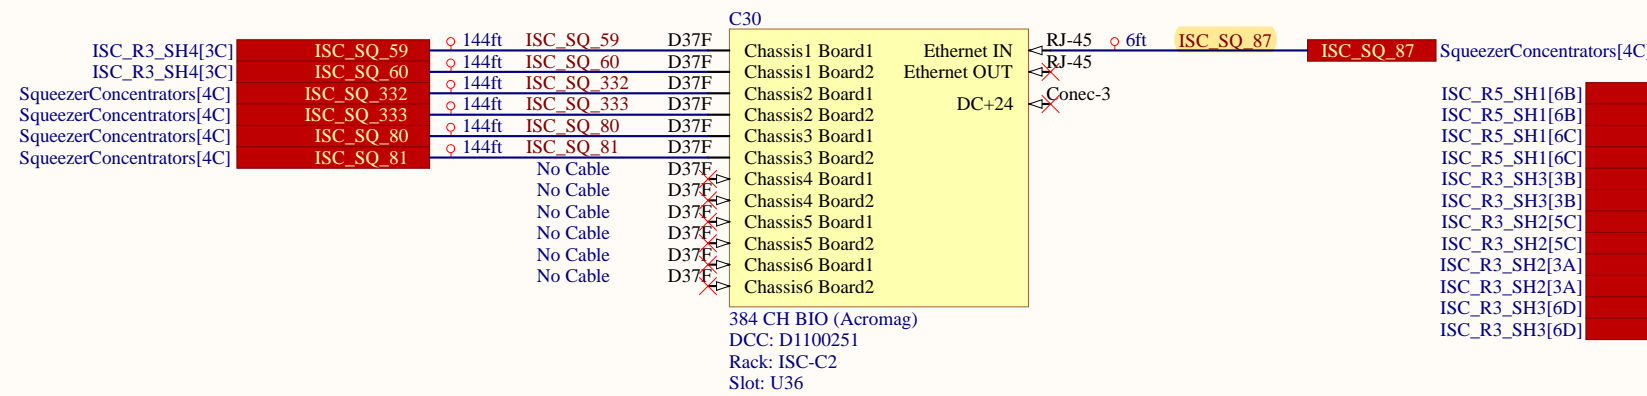 C30
ISC_R3_SH4[3C] ISC_SQ_59 144ft ISC_SQ_59 D37F Chassis1 Board1 Ethernet IN RJ-45 6ft ISC_SQ_87 ISC_SQ_87 SqueezerConcentrators[4C]
ISC_R3_SH4[3C] ISC_SQ_60 144ft ISC_SQ_60 D37F Chassis1 Board2 Ethernet OUT RJ-45
SqueezerConcentrators[4C] ISC_SQ_332 144ft ISC_SQ_332 D37F Chassis2 Board1 DC+24 Conec-3 ISC_R5_SH1[6B]
SqueezerConcentrators[4C] ISC_SQ_333 144ft ISC_SQ_333 D37F Chassis2 Board2 ISC_R5_SH1[6B]
SqueezerConcentrators[4C] ISC_SQ_80 144ft ISC_SQ_80 D37F Chassis3 Board1 ISC_R5_SH1[6C]
SqueezerConcentrators[4C] ISC_SQ_81 144ft ISC_SQ_81 D37F Chassis3 Board2 ISC_R5_SH1[6C]
No Cable D37F Chassis4 Board1 ISC_R3_SH3[3B]
No Cable D37F Chassis4 Board2 ISC_R3_SH3[3B]
No Cable D37F Chassis5 Board1 ISC_R3_SH2[5C]
No Cable D37F Chassis5 Board2 ISC_R3_SH2[5C]
No Cable D37F Chassis6 Board1 ISC_R3_SH2[3A]
No Cable D37F Chassis6 Board2 ISC_R3_SH2[3A]
ISC_R3_SH3[6D]
ISC_R3_SH3[6D]
384 CH BIO (Acromag)
DCC: D1100251
Rack: ISC-C2
Slot: U36